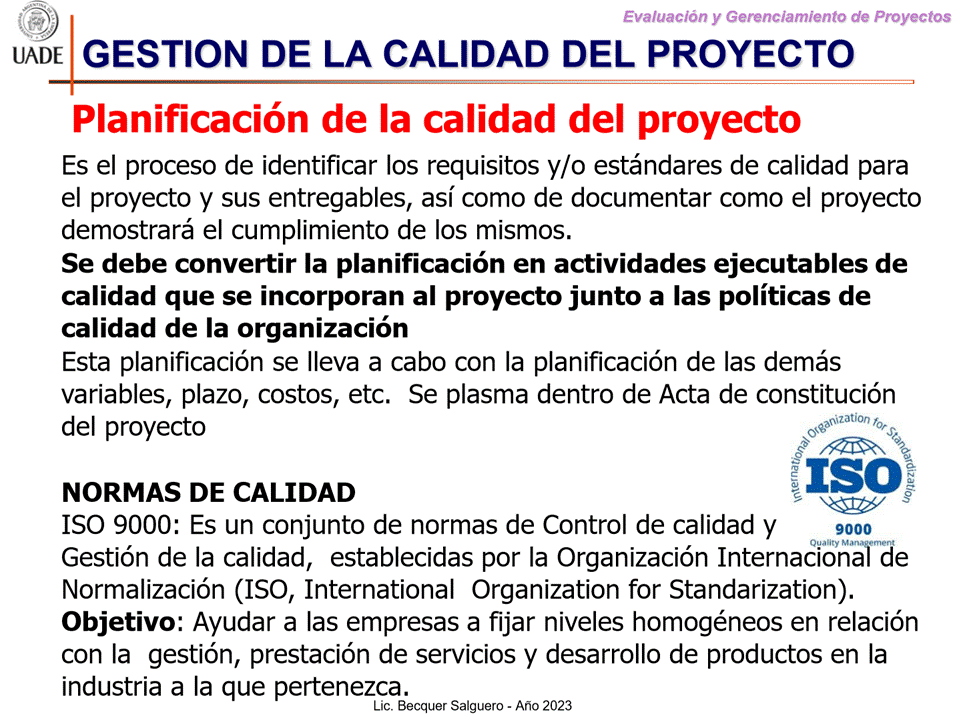 Evaluación y Gerenciamiento de Proyectos
UADE
GESTION DE LA CALIDAD DEL PROYECTO
Planificación de la calidad del proyecto
Es el proceso de identificar los requisitos y/o estándares de calidad para
el proyecto y sus entregables, así como de documentar como el proyecto
demostrará el cumplimiento de los mismos.
Se debe convertir la planificación en actividades ejecutables de
calidad que se incorporan al proyecto junto a las políticas de
calidad de la organización
Esta planificación se lleva a cabo con la planificación de las demás
variables, plazo, costos, etc.  Se plasma dentro de Acta de constitución
del proyecto
International Organization for Standardization
ISO
9000
Quality Management
NORMAS DE CALIDAD
ISO 9000: Es un conjunto de normas de Control de calidad y
Gestión de la calidad,  establecidas por la Organización Internacional de
Normalización (ISO, International  Organization for Standarization).
Objetivo: Ayudar a las empresas a fijar niveles homogéneos en relación
con la  gestión, prestación de servicios y desarrollo de productos en la
industria a la que pertenezca.
Lic. Becquer Salguero - Año 2023